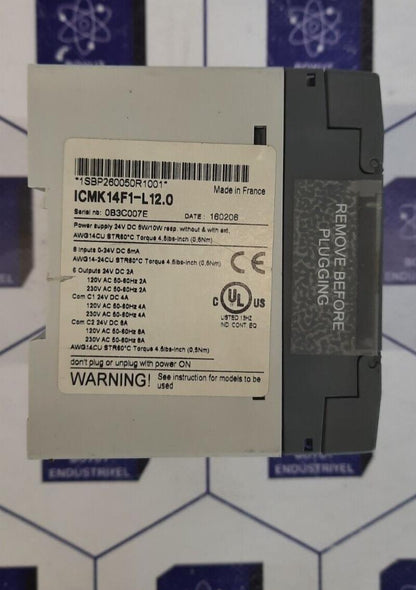 *1SBP260050R1001*
ICMK14F1-L12.0
Made in France
Serial no: 0B3C007E
DATE : 160206
Power supply 24V DC 5W/10W resp. without & with ext.
AWG14CU STR60°C Torque 4.5lbs-inch (0,5Nm)
8 Inputs 0-24V DC 5mA
AWG14-24CU STR60°C Torque 4.5lbs-inch (0,5Nm)
6 Outputs 24V DC 2A
120V AC 50-60Hz 2A
230V AC 50-60Hz 2A
Com C1 24V DC 4A
120V AC 50-60Hz 4A
230V AC 50-60Hz 4A
Com C2 24V DC 8A
120V AC 50-60Hz 8A
230V AC 50-60Hz 8A
AWG14CU STR60°C Torque 4.5lbs-inch (0,5Nm)
CE
C UL US
LISTED 13HZ
IND. CONT. EQ
don't plug or unplug with power ON
WARNING! See instruction for models to be
used
REMOVE BEFORE
PLUGGING
ENDUSTRIYEL
ENDUSTRIYEL
ENDUSTRIYEL